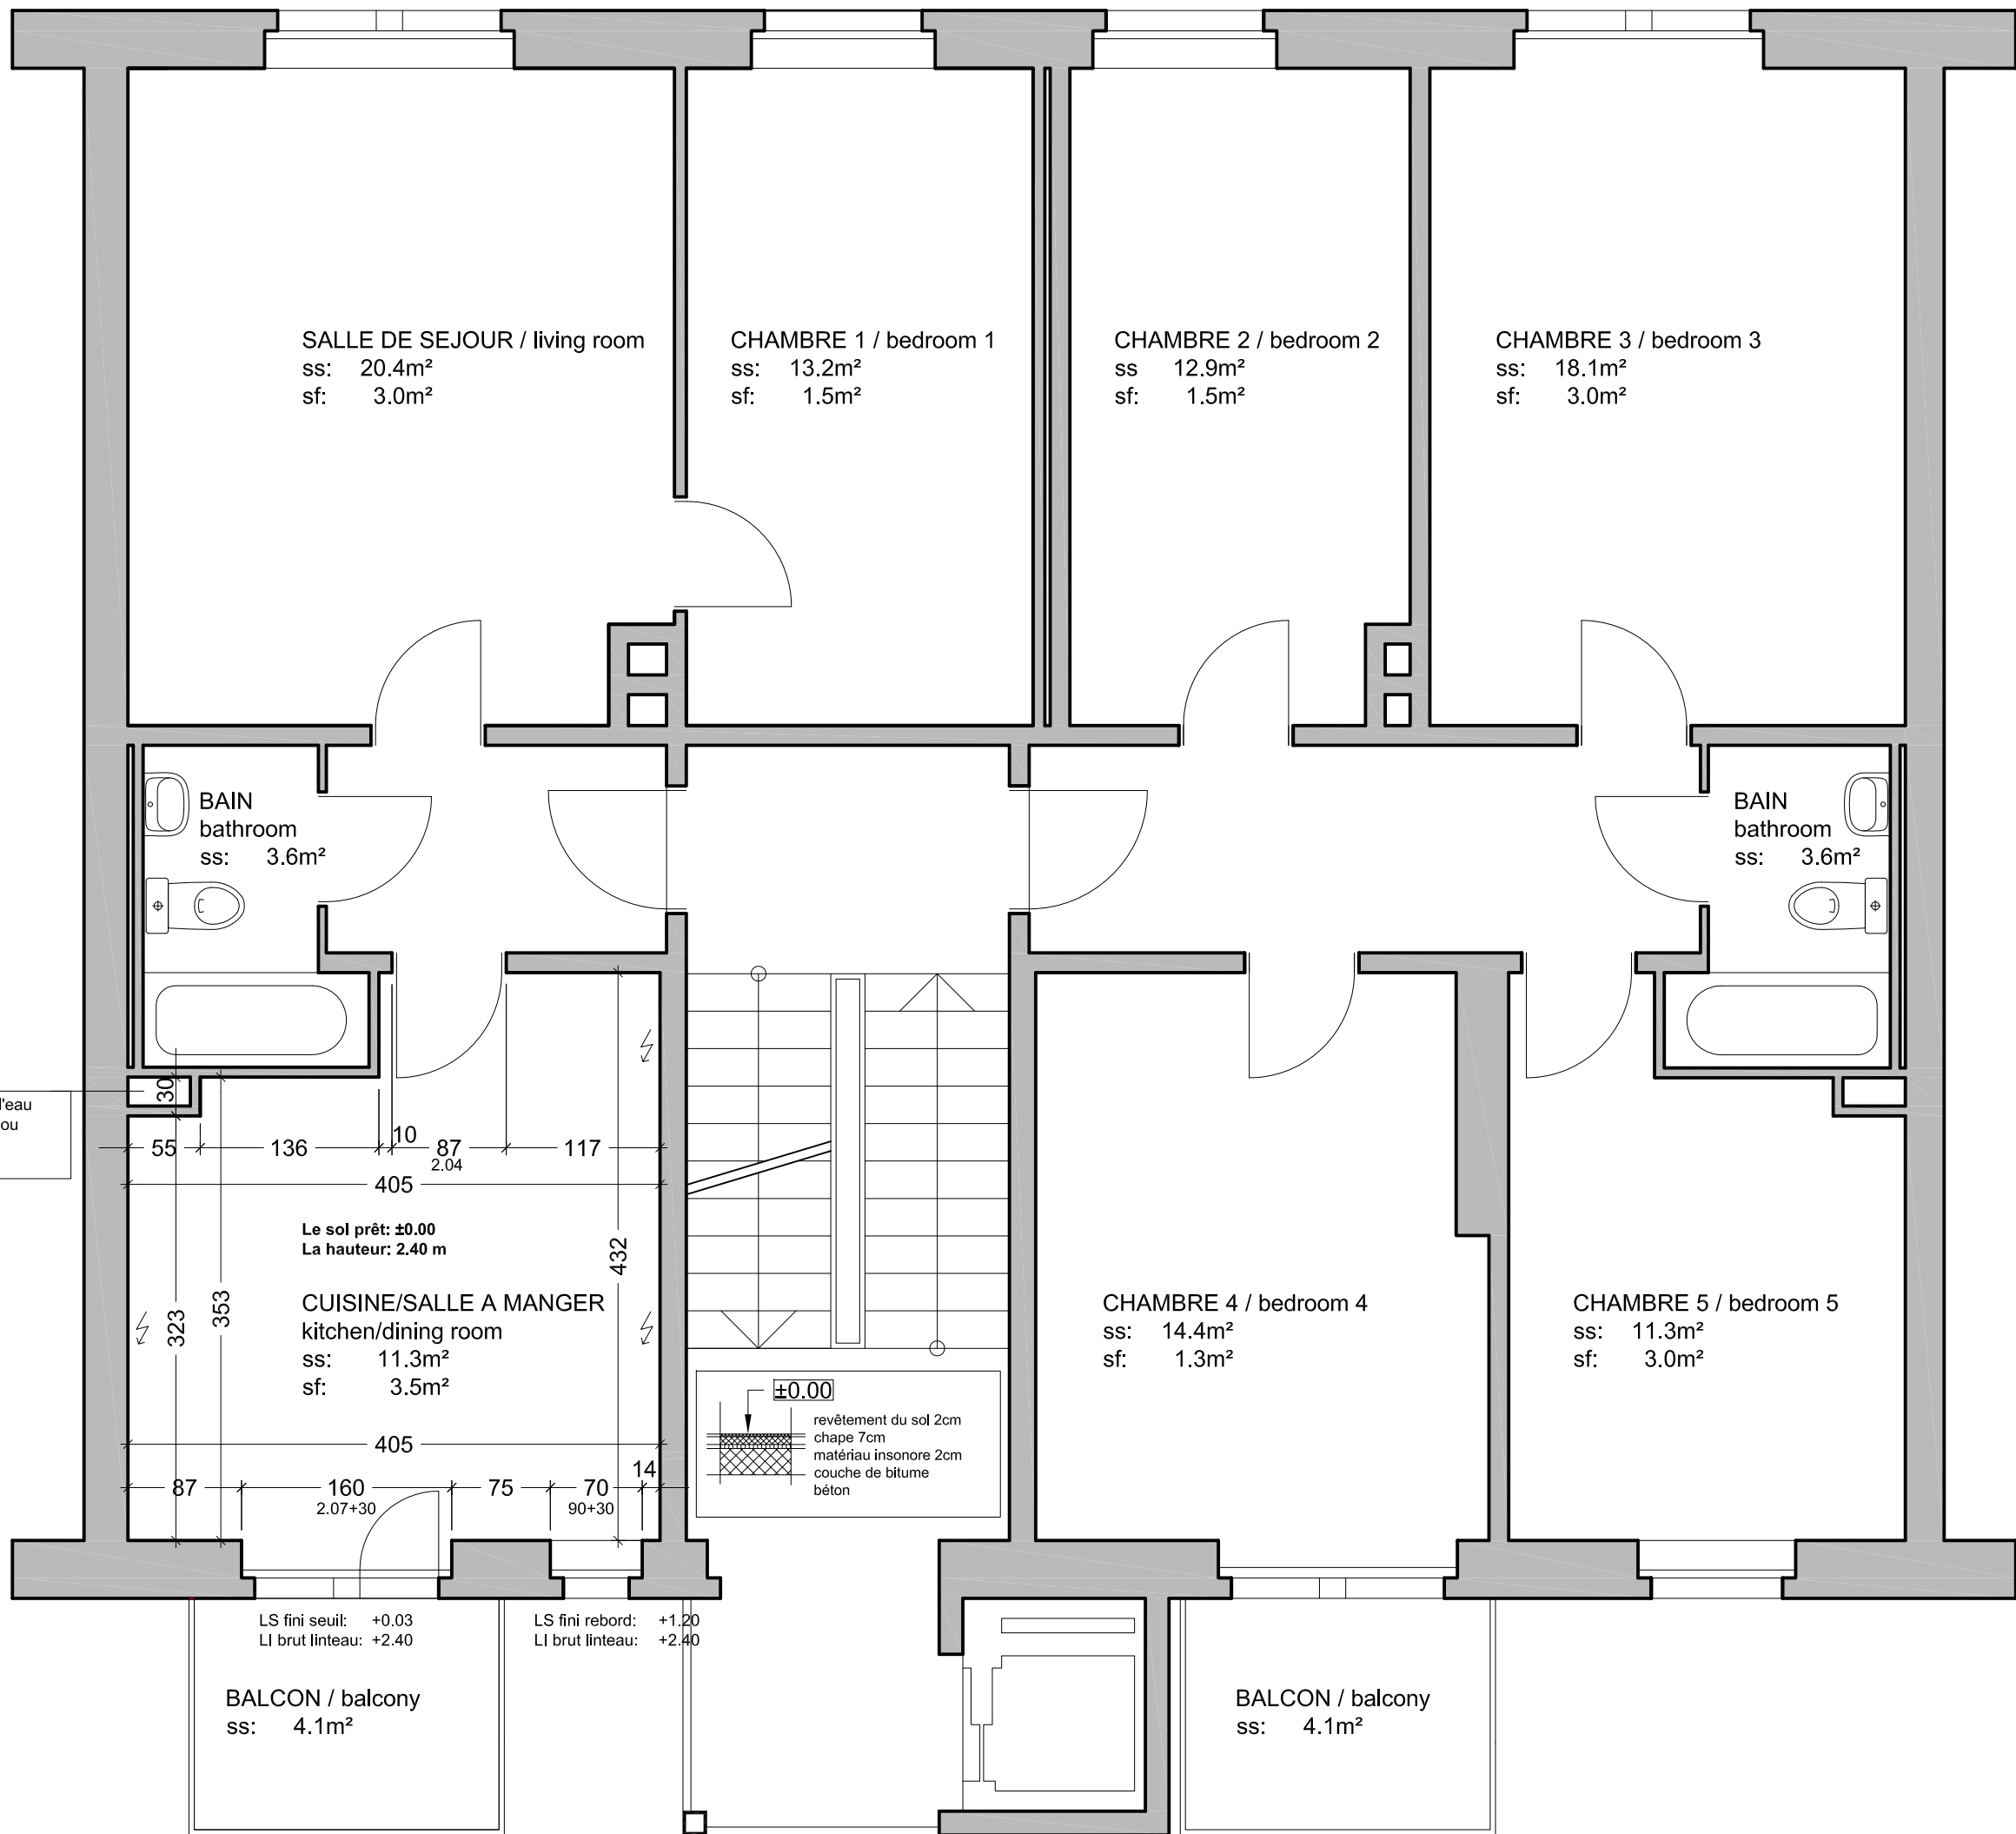 SALLE DE SEJOUR / living room
ss: 20.4m²
sf: 3.0m²
CHAMBRE 1 / bedroom 1
ss: 13.2m²
sf: 1.5m²
CHAMBRE 2 / bedroom 2
ss 12.9m²
sf: 1.5m²
CHAMBRE 3 / bedroom 3
ss: 18.1m²
sf: 3.0m²
BAIN
bathroom
ss: 3.6m²
BAIN
bathroom
ss: 3.6m²
l'eau
ou
30
55
136
10
87
2.04
117
405
Le sol prêt: ±0.00
La hauteur: 2.40 m
432
323
353
CUISINE/SALLE A MANGER
kitchen/dining room
ss: 11.3m²
sf: 3.5m²
405
87
160
2.07+30
75
70
90+30
14
±0.00
revêtement du sol 2cm
chape 7cm
matériau insonore 2cm
couche de bitume
béton
CHAMBRE 4 / bedroom 4
ss: 14.4m²
sf: 1.3m²
CHAMBRE 5 / bedroom 5
ss: 11.3m²
sf: 3.0m²
LS fini seuil: +0.03
LI brut linteau: +2.40
LS fini rebord: +1.20
LI brut linteau: +2.40
BALCON / balcony
ss: 4.1m²
BALCON / balcony
ss: 4.1m²